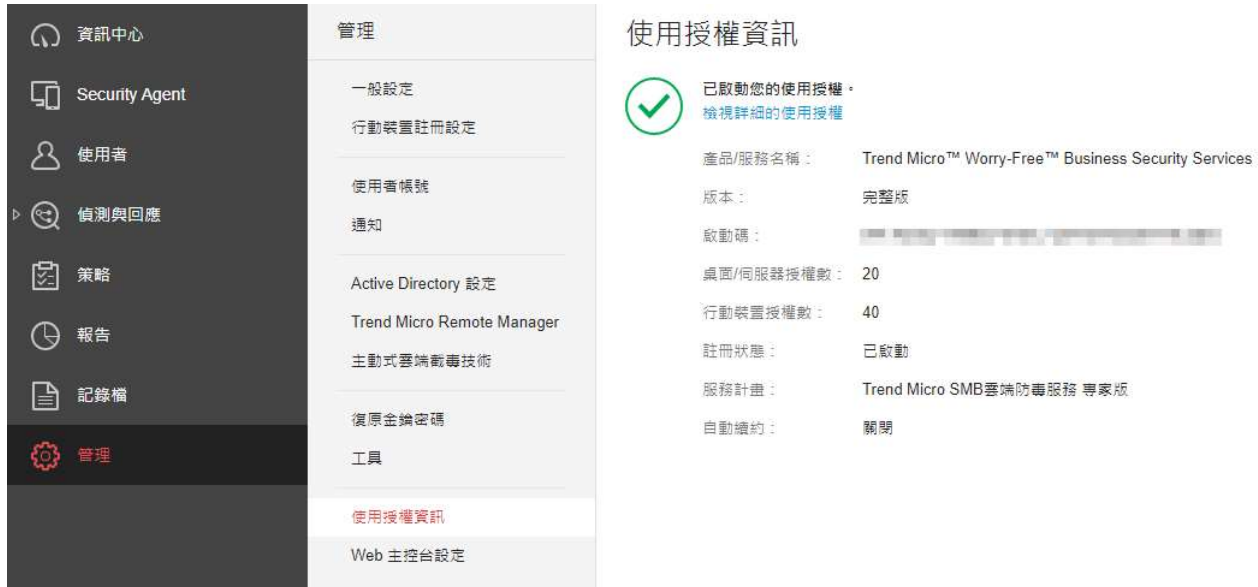 資訊中心
Security Agent
使用者
偵測與回應
策略
報告
記錄檔
管理
管理
一般設定
行動裝置註冊設定
使用者帳號
通知
Active Directory 設定
Trend Micro Remote Manager
主動式雲端截毒技術
復原金鑰密碼
工具
使用授權資訊
Web 主控台設定
使用授權資訊
已啟動您的使用授權。
檢視詳細的使用授權
產品/服務名稱： Trend Micro™ Worry-Free™ Business Security Services
版本： 完整版
啟動碼：
桌面/伺服器授權數： 20
行動裝置授權數： 40
註冊狀態： 已啟動
服務計畫： Trend Micro SMB雲端防毒服務 專家版
自動續約： 關閉